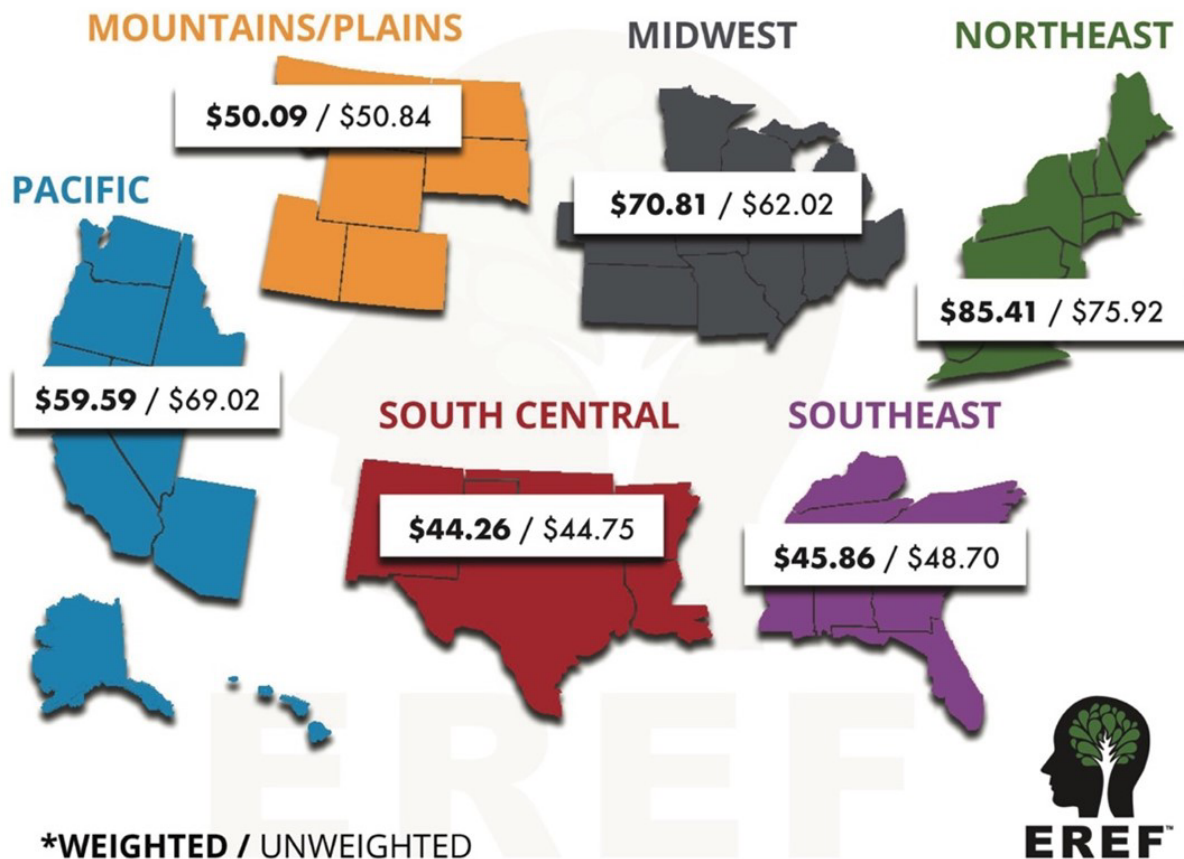 MOUNTAINS/PLAINS
MIDWEST
NORTHEAST
$50.09 / $50.84
PACIFIC
$70.81 / $62.02
$85.41 / $75.92
$59.59 / $69.02
SOUTH CENTRAL
SOUTHEAST
$44.26 / $44.75
$45.86 / $48.70
EREF
EREF™
*WEIGHTED / UNWEIGHTED